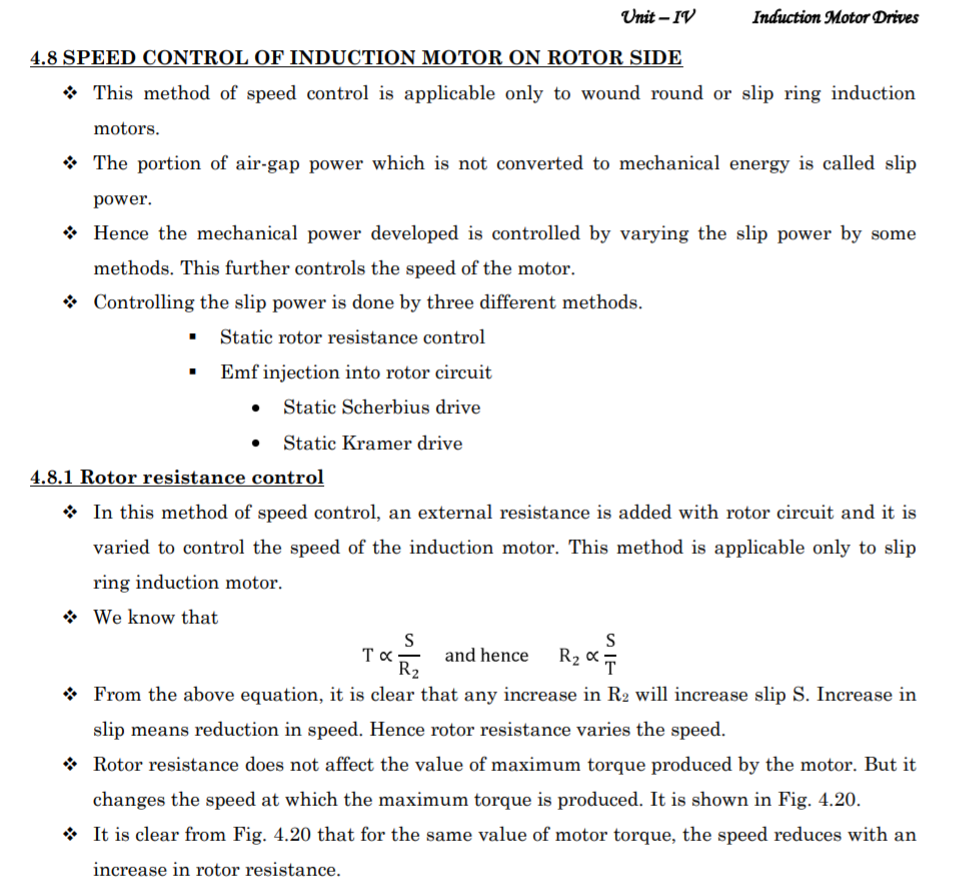 Unit – IV Induction Motor Drives
4.8 SPEED CONTROL OF INDUCTION MOTOR ON ROTOR SIDE
❖ This method of speed control is applicable only to wound round or slip ring induction
motors.
❖ The portion of air-gap power which is not converted to mechanical energy is called slip
power.
❖ Hence the mechanical power developed is controlled by varying the slip power by some
methods. This further controls the speed of the motor.
❖ Controlling the slip power is done by three different methods.
▪ Static rotor resistance control
▪ Emf injection into rotor circuit
• Static Scherbius drive
• Static Kramer drive
4.8.1 Rotor resistance control
❖ In this method of speed control, an external resistance is added with rotor circuit and it is
varied to control the speed of the induction motor. This method is applicable only to slip
ring induction motor.
❖ We know that
T ∝ S/R₂ and hence R₂ ∝ S/T
❖ From the above equation, it is clear that any increase in R₂ will increase slip S. Increase in
slip means reduction in speed. Hence rotor resistance varies the speed.
❖ Rotor resistance does not affect the value of maximum torque produced by the motor. But it
changes the speed at which the maximum torque is produced. It is shown in Fig. 4.20.
❖ It is clear from Fig. 4.20 that for the same value of motor torque, the speed reduces with an
increase in rotor resistance.